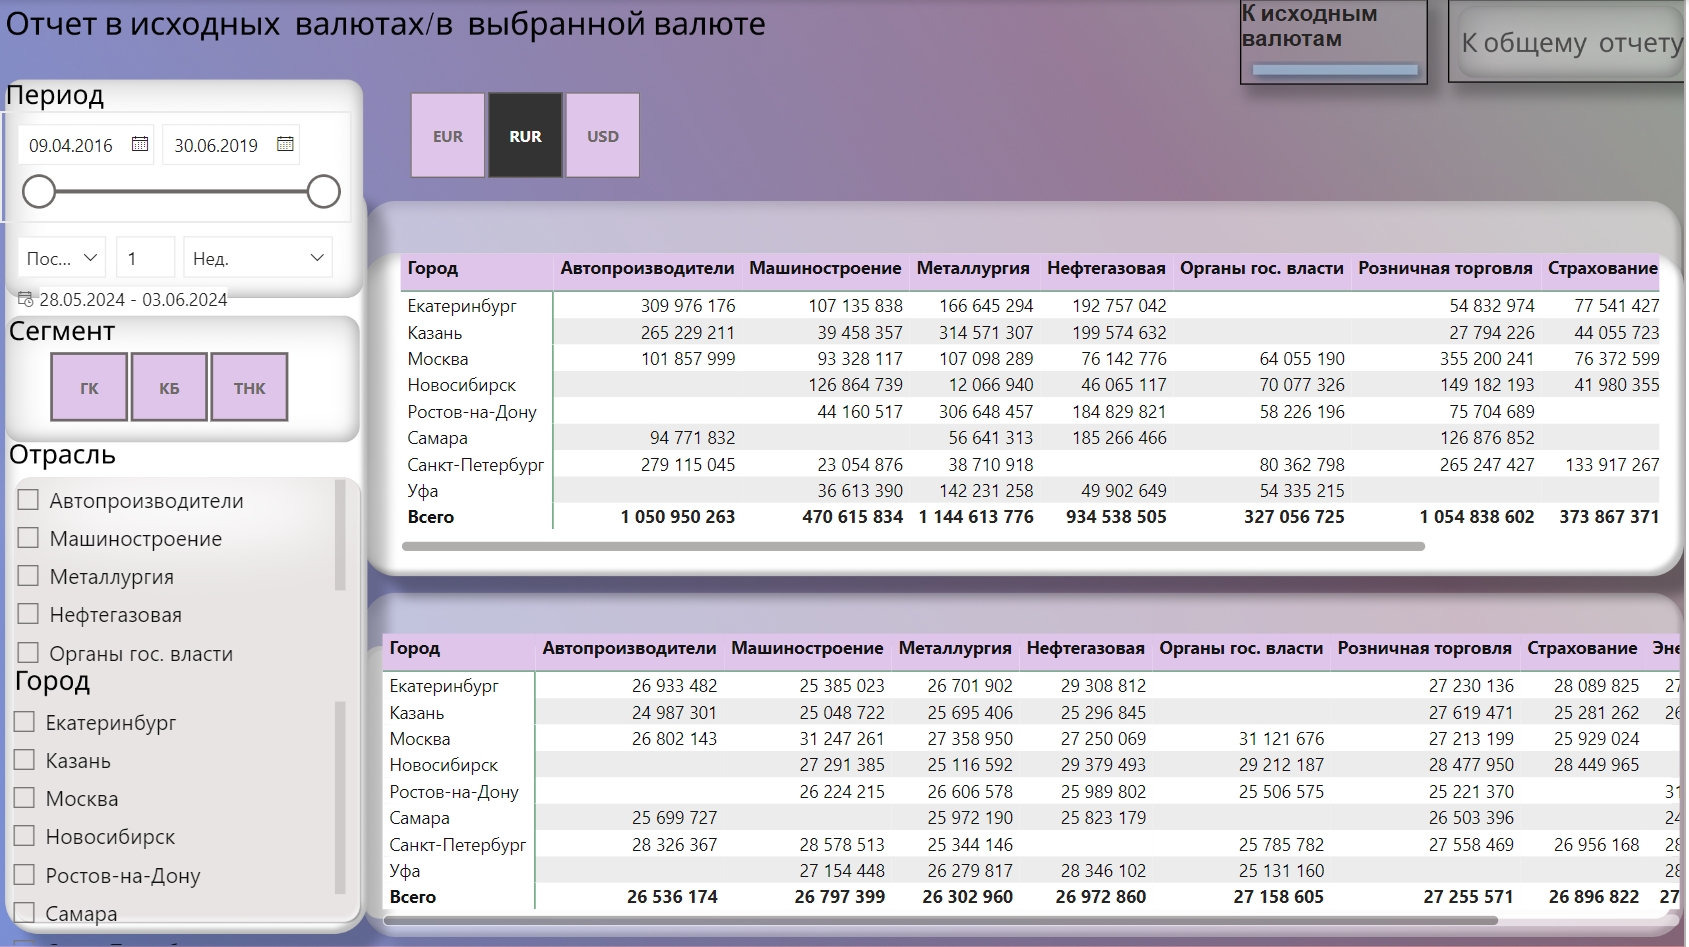 Отчет в исходных валютах/в выбранной валюте
К исходным
валютам
К общему отчету
Период
09.04.2016 30.06.2019
Пос... 1 Нед.
28.05.2024 - 03.06.2024
Сегмент
ГК КБ ТНК
Отрасль
Автопроизводители
Машиностроение
Металлургия
Нефтегазовая
Органы гос. власти
Город
Екатеринбург
Казань
Москва
Новосибирск
Ростов-на-Дону
Самара
EUR RUR USD
Город Автопроизводители Машиностроение Металлургия Нефтегазовая Органы гос. власти Розничная торговля Страхование
Екатеринбург 309 976 176 107 135 838 166 645 294 192 757 042 54 832 974 77 541 427
Казань 265 229 211 39 458 357 314 571 307 199 574 632 27 794 226 44 055 723
Москва 101 857 999 93 328 117 107 098 289 76 142 776 64 055 190 355 200 241 76 372 599
Новосибирск 126 864 739 12 066 940 46 065 117 70 077 326 149 182 193 41 980 355
Ростов-на-Дону 44 160 517 306 648 457 184 829 821 58 226 196 75 704 689
Самара 94 771 832 56 641 313 185 266 466 126 876 852
Санкт-Петербург 279 115 045 23 054 876 38 710 918 80 362 798 265 247 427 133 917 267
Уфа 36 613 390 142 231 258 49 902 649 54 335 215
Всего 1 050 950 263 470 615 834 1 144 613 776 934 538 505 327 056 725 1 054 838 602 373 867 371
Город Автопроизводители Машиностроение Металлургия Нефтегазовая Органы гос. власти Розничная торговля Страхование
Екатеринбург 26 933 482 25 385 023 26 701 902 29 308 812 27 230 136 28 089 825 27
Казань 24 987 301 25 048 722 25 695 406 25 296 845 27 619 471 25 281 262
Москва 26 802 143 31 247 261 27 358 950 27 250 069 31 121 676 27 213 199 25 929 024
Новосибирск 27 291 385 25 116 592 29 379 493 29 212 187 28 477 950 28 449 965
Ростов-на-Дону 26 224 215 26 606 578 25 989 802 25 506 575 25 221 370
Самара 25 699 727 25 972 190 25 823 179 26 503 396
Санкт-Петербург 28 326 367 28 578 513 25 344 146 25 785 782 27 558 469 26 956 168
Уфа 27 154 448 26 279 817 28 346 102 25 131 160
Всего 26 536 174 26 797 399 26 302 960 26 972 860 27 158 605 27 255 571 26 896 822 27